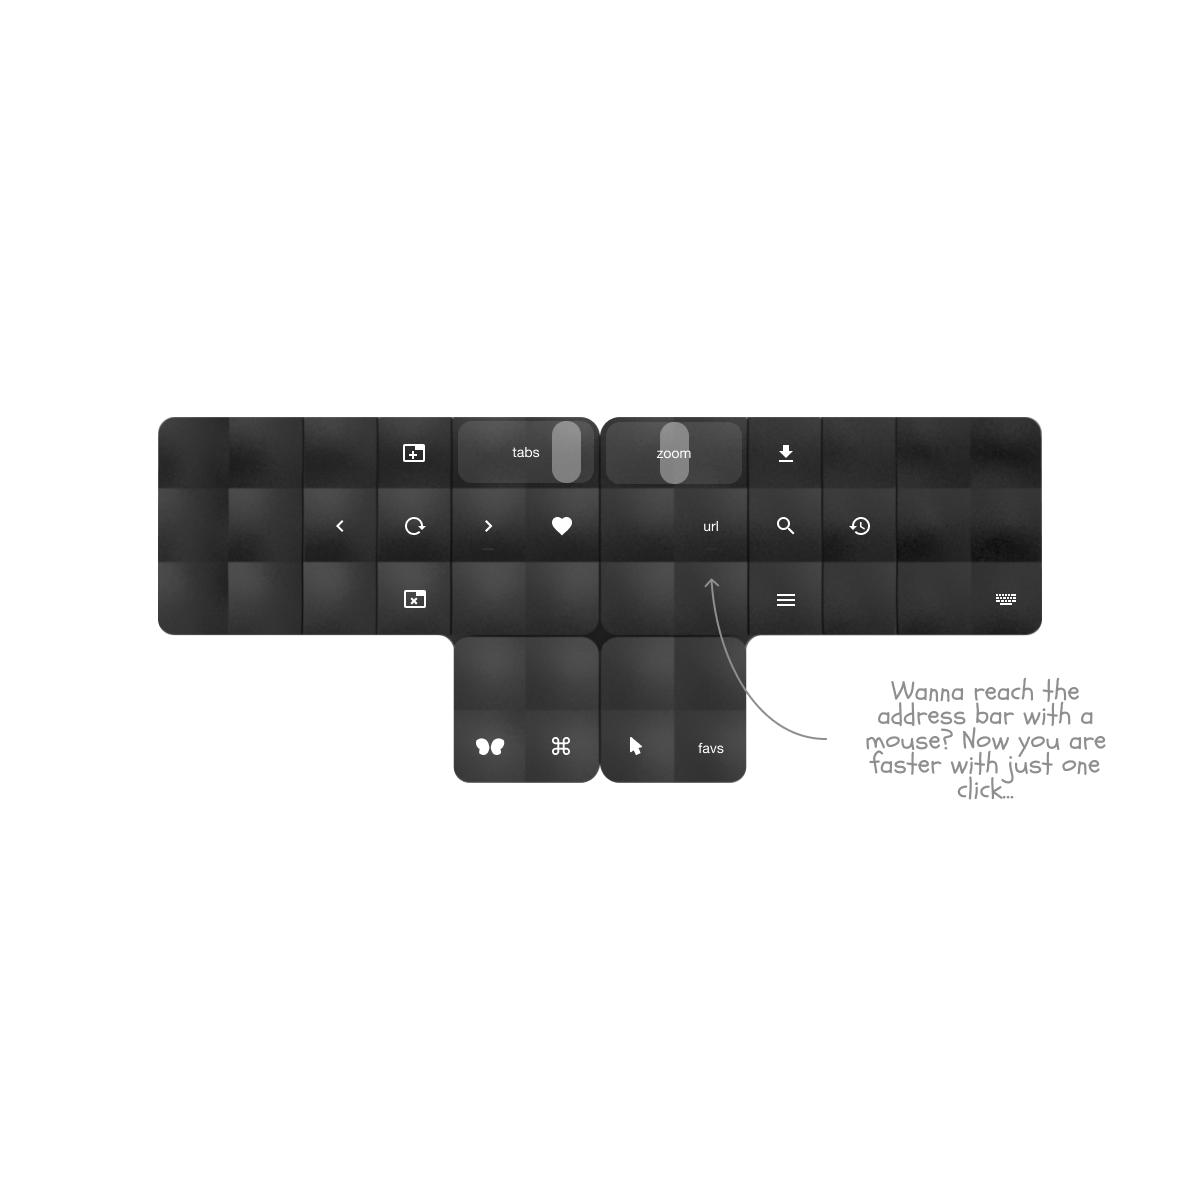 tabs
zoom
url
favs
Wanna reach the
address bar with a
mouse? Now you are
faster with just one
click...